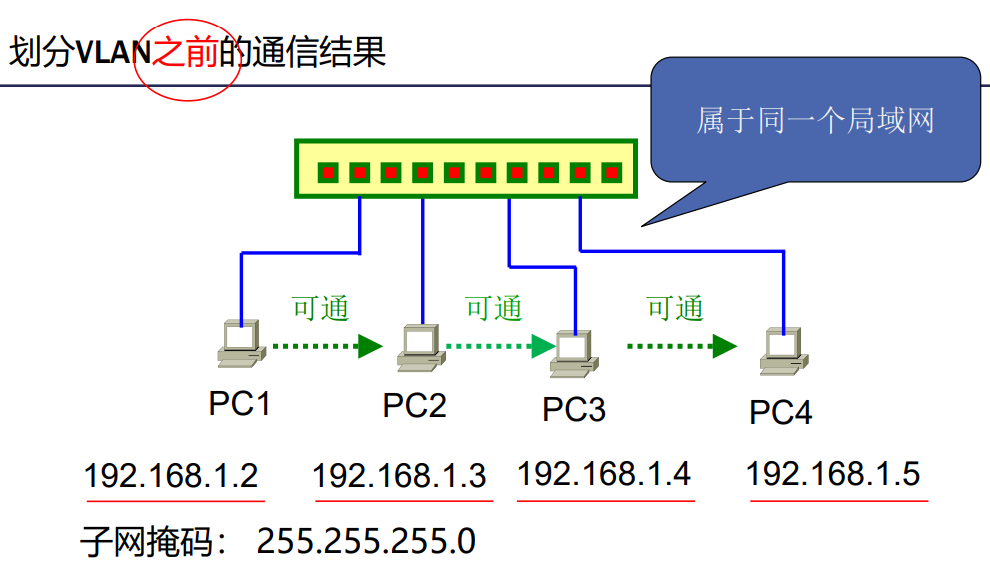 划分VLAN之前的通信结果
属于同一个局域网
可通 可通 可通
PC1 PC2 PC3 PC4
192.168.1.2 192.168.1.3 192.168.1.4 192.168.1.5
子网掩码： 255.255.255.0